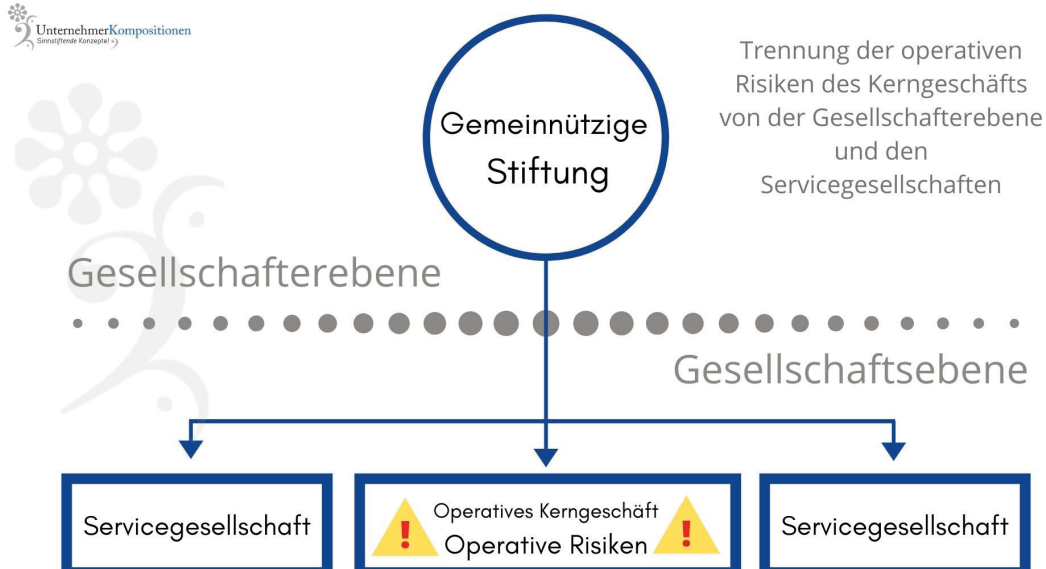 UnternehmerKompositionen
Sinnstiftende Konzepte!
Gemeinnützige
Stiftung
Trennung der operativen
Risiken des Kerngeschäfts
von der Gesellschafterebene
und den
Servicegesellschaften
Gesellschafterebene
Gesellschaftsebene
Servicegesellschaft
! Operatives Kerngeschäft !
Operative Risiken
Servicegesellschaft